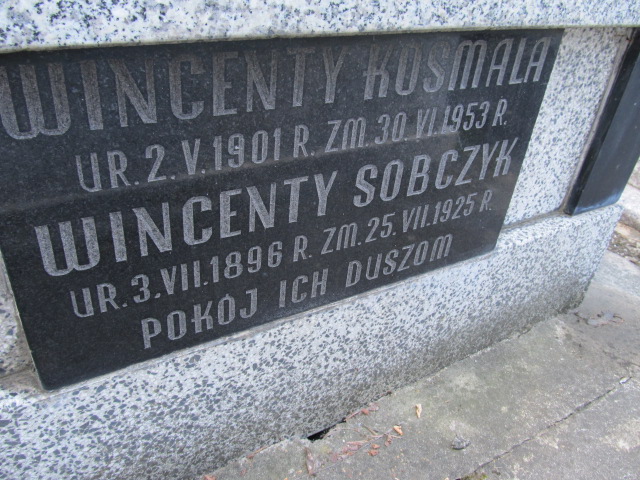 WINCENTY KOSMALA
UR. 2. V. 1901 R. ZM. 30 VI. 1953 R.
WINCENTY SOBCZYK
UR. 3. VII. 1896 R. ZM. 25. VII. 1925 R.
POKÓJ ICH DUSZOM